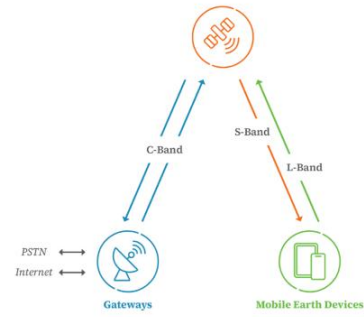 C-Band
S-Band
L-Band
PSTN
Internet
Gateways
Mobile Earth Devices